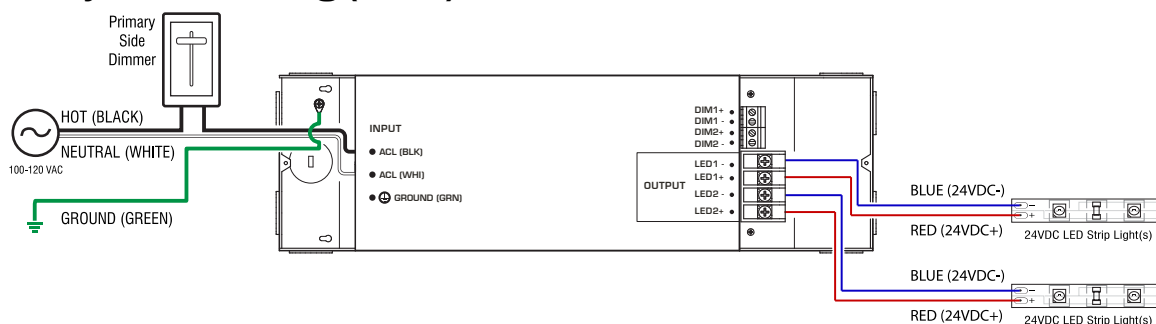 Primary
Side
Dimmer
HOT (BLACK)
NEUTRAL (WHITE)
100-120 VAC
GROUND (GREEN)
INPUT
ACL (BLK)
ACL (WHI)
GROUND (GRN)
DIM1+
DIM1 -
DIM2+
DIM2 -
OUTPUT
LED1 -
LED1+
LED2 -
LED2+
BLUE (24VDC-)
RED (24VDC+)
- 
+
24VDC LED Strip Light(s)
BLUE (24VDC-)
RED (24VDC+)
-
+
24VDC LED Strip Light(s)